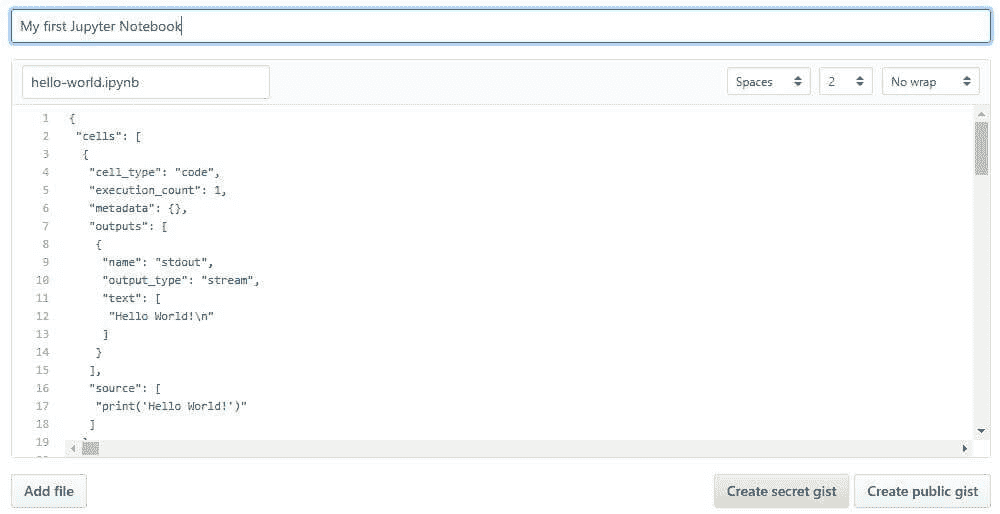 My first Jupyter Notebook
hello-world.ipynb Spaces 2 No wrap
1 {
2 "cells": [
3 {
4 "cell_type": "code",
5 "execution_count": 1,
6 "metadata": {},
7 "outputs": [
8 {
9 "name": "stdout",
10 "output_type": "stream",
11 "text": [
12 "Hello World!\n"
13 ]
14 }
15 ],
16 "source": [
17 "print('Hello World!')"
18 ]
19
Add file Create secret gist Create public gist